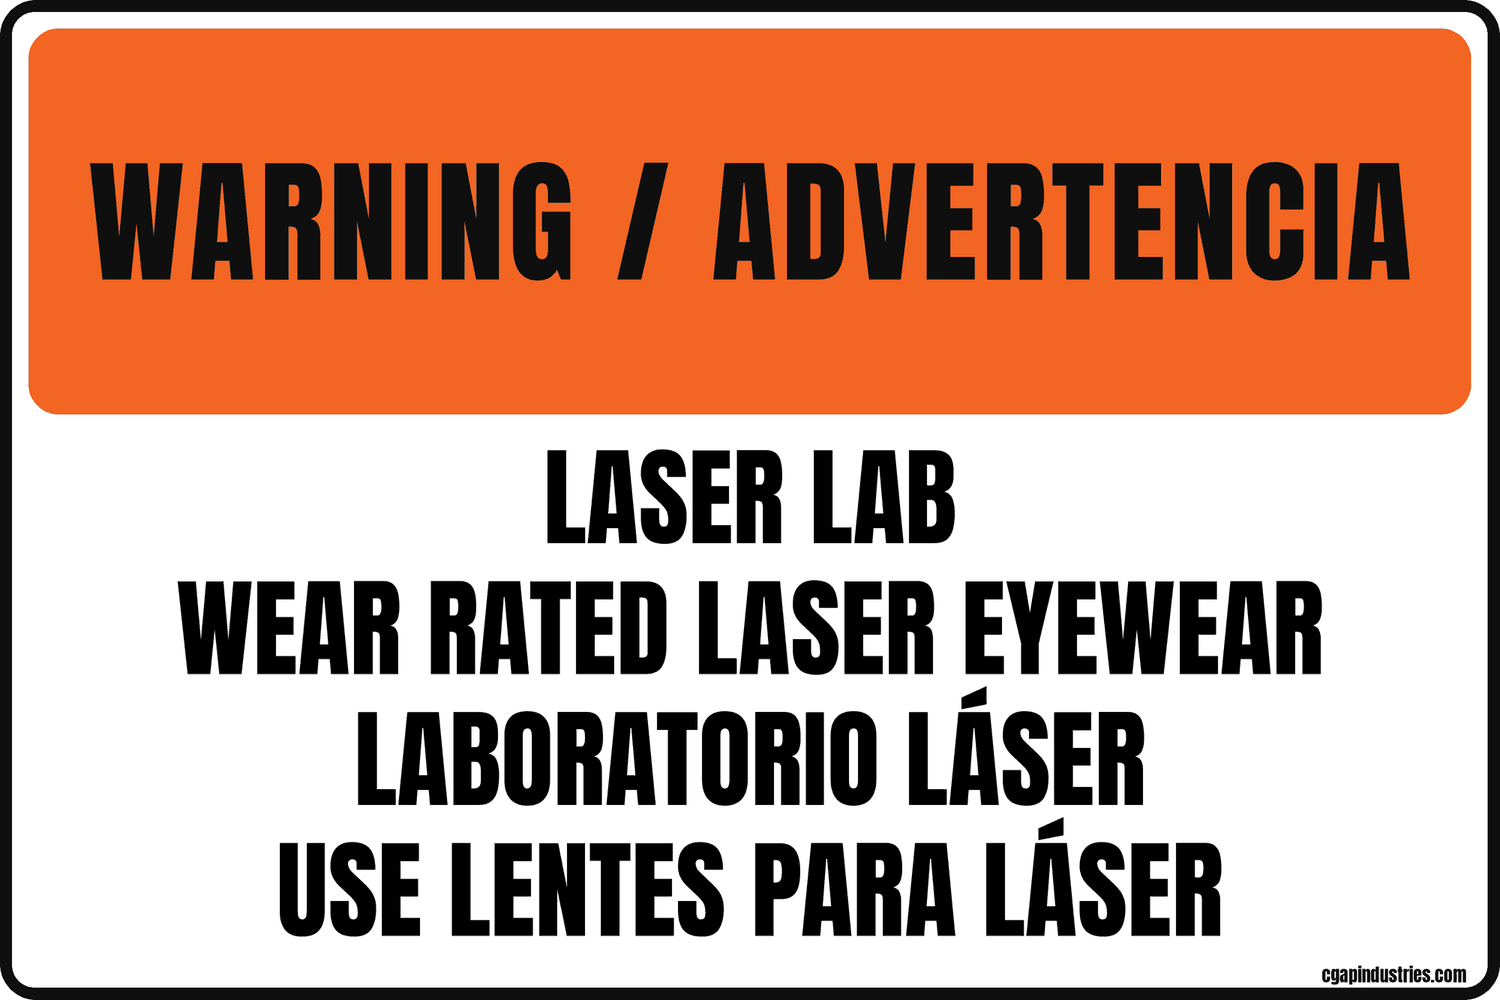 WARNING / ADVERTENCIA
LASER LAB
WEAR RATED LASER EYEWEAR
LABORATORIO LÁSER
USE LENTES PARA LÁSER
cgapindustries.com